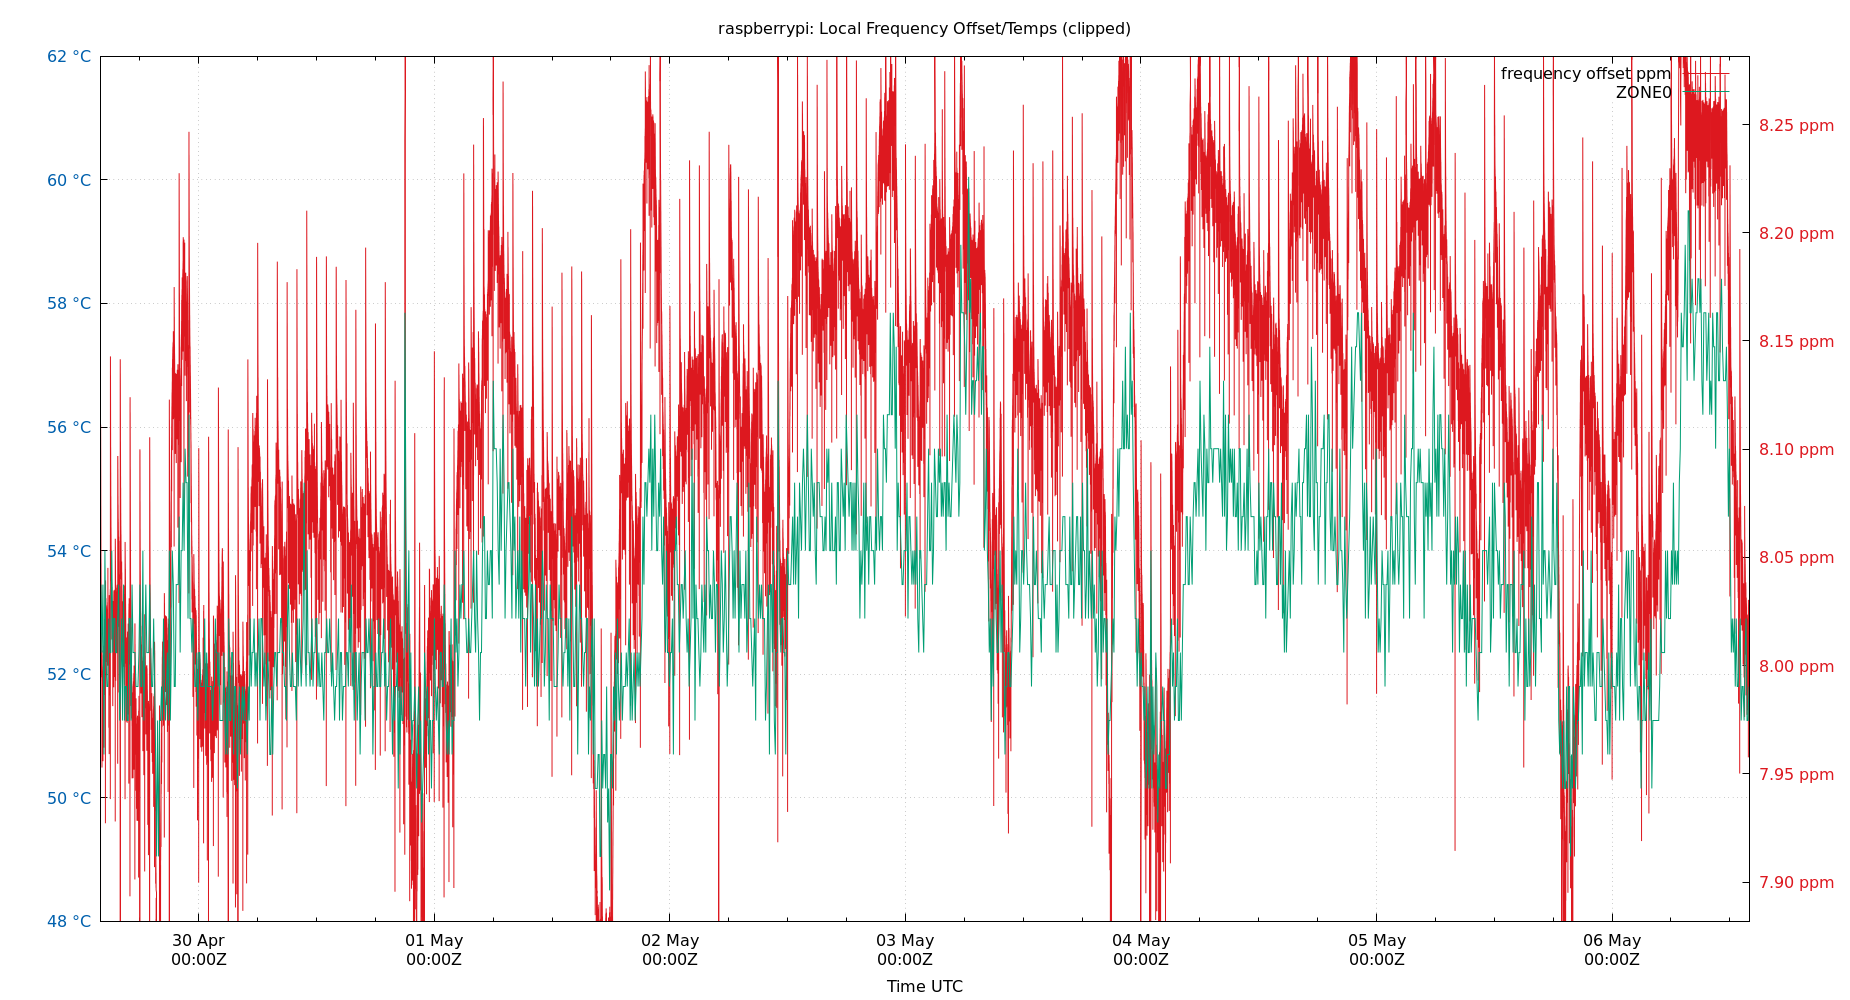 raspberrypi: Local Frequency Offset/Temps (clipped)
62 °C
60 °C
58 °C
56 °C
54 °C
52 °C
50 °C
48 °C
frequency offset ppm
ZONE0
8.25 ppm
8.20 ppm
8.15 ppm
8.10 ppm
8.05 ppm
8.00 ppm
7.95 ppm
7.90 ppm
30 Apr 01 May 02 May 03 May 04 May 05 May 06 May
00:00Z 00:00Z 00:00Z 00:00Z 00:00Z 00:00Z 00:00Z
Time UTC